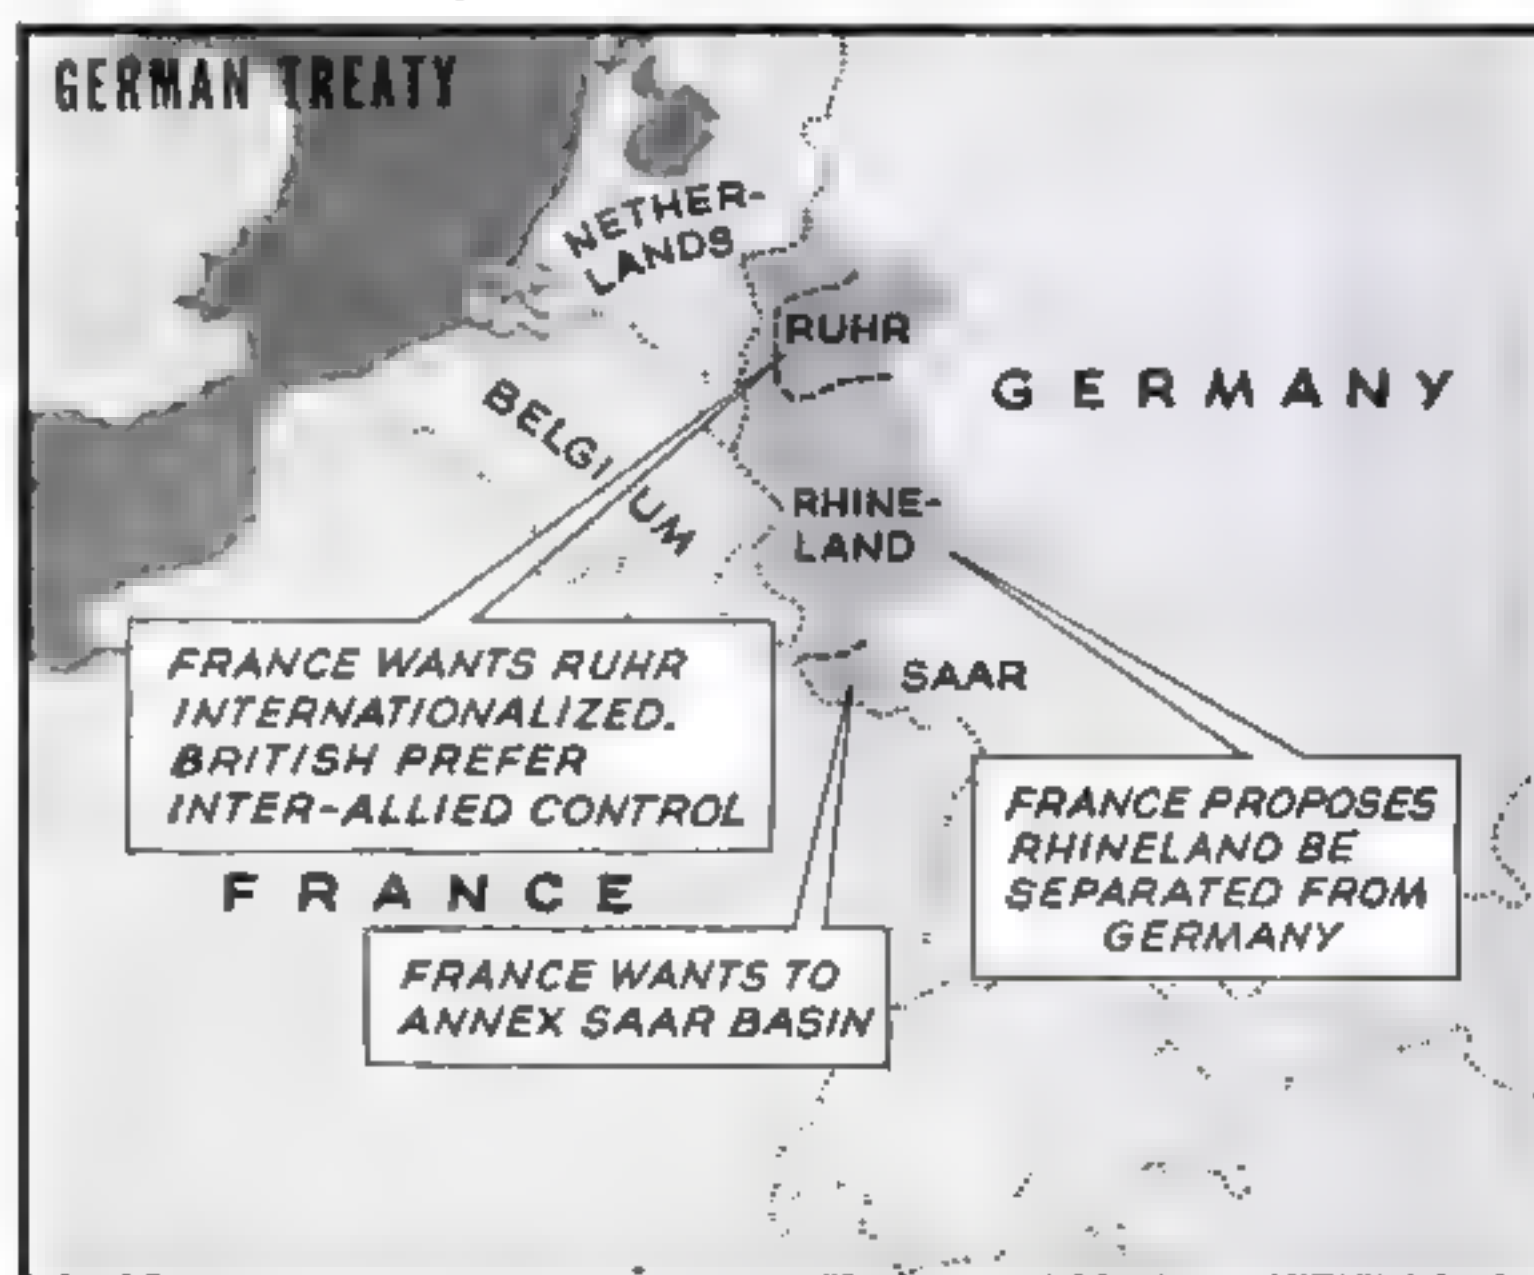 GERMAN TREATY
NETHER-
LANDS
RUHR
GERMANY
BELGIUM
RHINE-
LAND
SAAR
FRANCE WANTS RUHR
INTERNATIONALIZED.
BRITISH PREFER
INTER-ALLIED CONTROL
FRANCE PROPOSES
RHINELAND BE
SEPARATED FROM
GERMANY
FRANCE
FRANCE WANTS TO
ANNEX SAAR BASIN